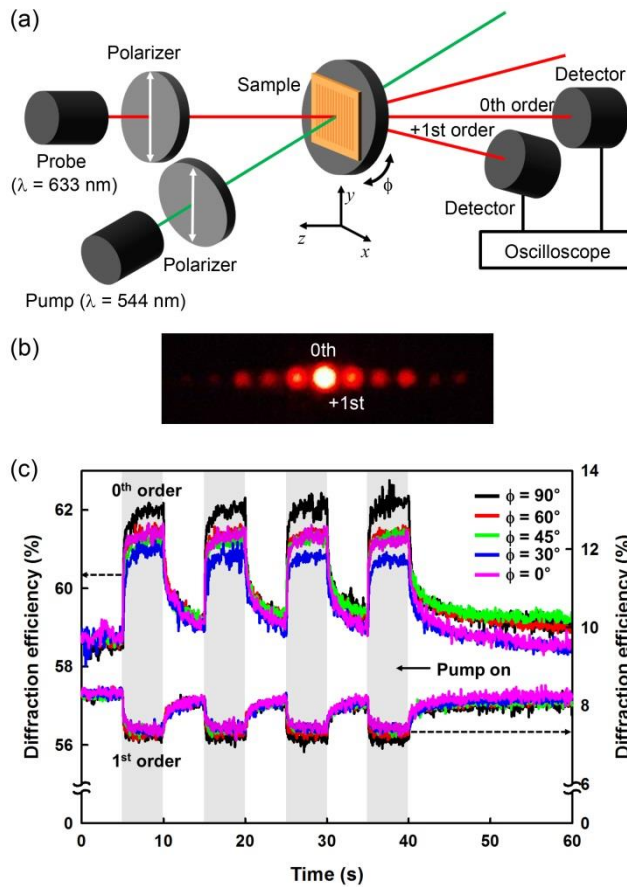 (a)
Polarizer
Sample
Detector
0th order
+1st order
Probe
(λ = 633 nm)
ϕ
Detector
y
z
x
Polarizer
Oscilloscope
Pump (λ = 544 nm)
(b)
0th
+1st
(c)
14
62
0th order
ϕ = 90°
ϕ = 60°
ϕ = 45°
ϕ = 30°
ϕ = 0°
12
60
10
58
Pump on
8
56
1st order
6
0
0
0
10
20
30
40
50
60
Diffraction efficiency (%)
Diffraction efficiency (%)
Time (s)